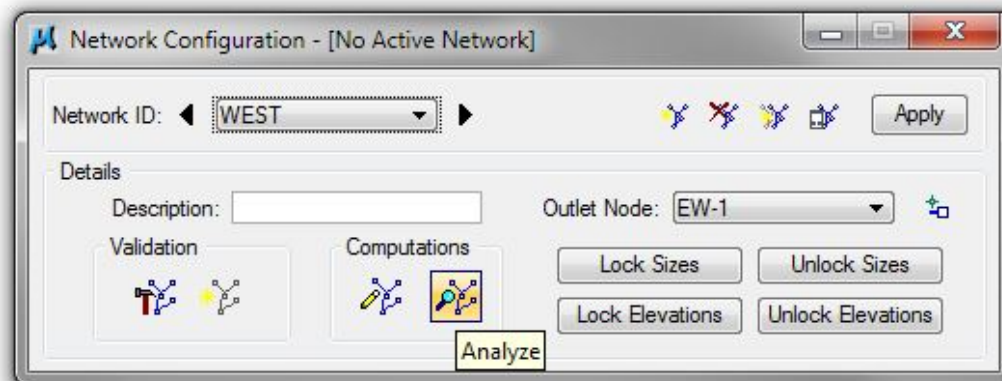 Network Configuration - [No Active Network]
Network ID: WEST Apply
Details
Description: Outlet Node: EW-1
Validation Computations
Lock Sizes Unlock Sizes
Lock Elevations Unlock Elevations
Analyze